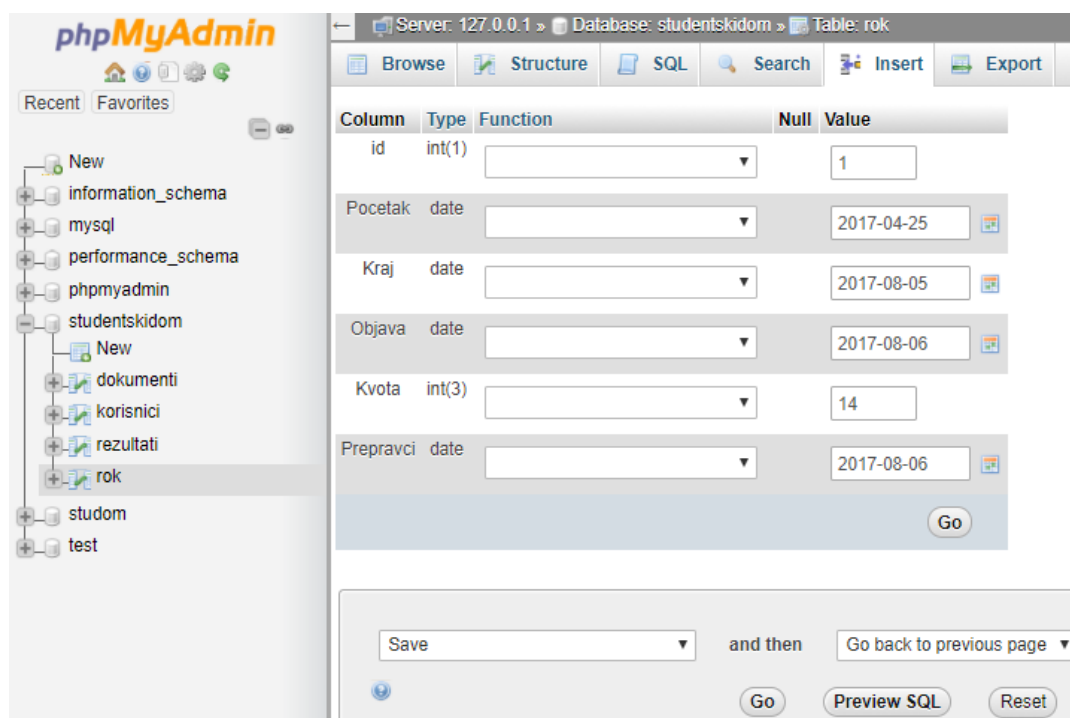 phpMyAdmin
Recent Favorites
New
information_schema
mysql
performance_schema
phpmyadmin
studentskidom
New
dokumenti
korisnici
rezultati
rok
studom
test
← Server: 127.0.0.1 » Database: studentskidom » Table: rok
Browse Structure SQL Search Insert Export
Column Type Function Null Value
id int(1) 1
Pocetak date 2017-04-25
Kraj date 2017-08-05
Objava date 2017-08-06
Kvota int(3) 14
Prepravci date 2017-08-06
Go
Save and then Go back to previous page
Go Preview SQL Reset